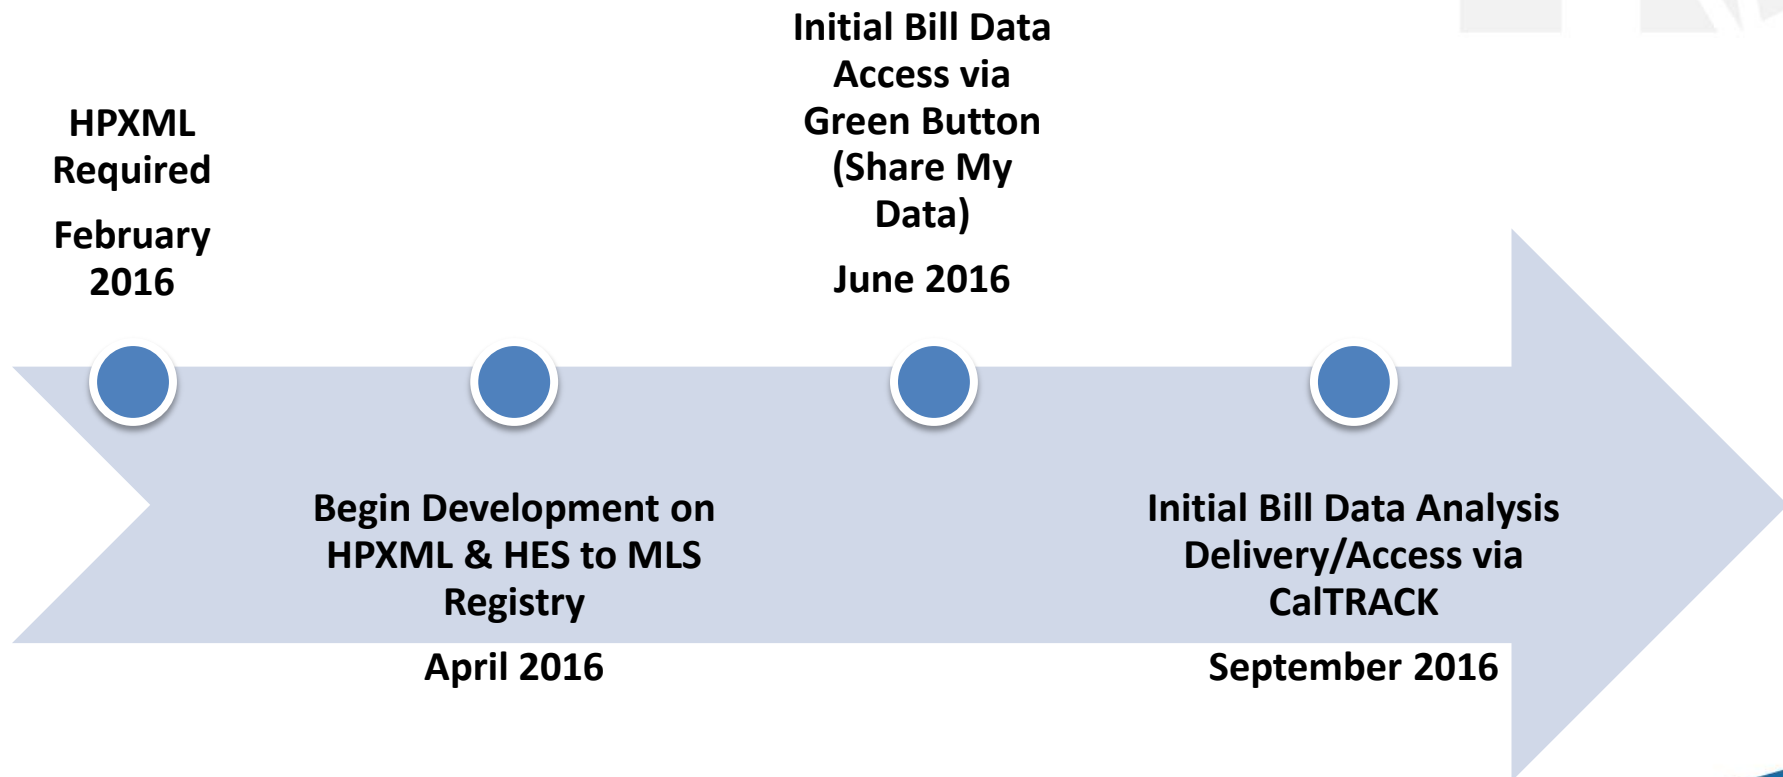 HPXML
Required
February
2016
Begin Development on
HPXML & HES to MLS
Registry
April 2016
Initial Bill Data
Access via
Green Button
(Share My
Data)
June 2016
Initial Bill Data Analysis
Delivery/Access via
CalTRACK
September 2016